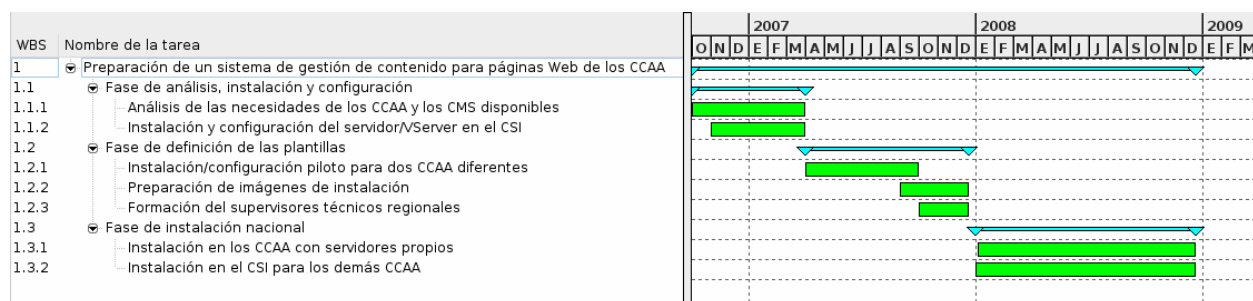 2007 2008 2009
WBS Nombre de la tarea O N D E F M A M J J A S O N D E F M A M J J A S O N D E F M
1 Preparación de un sistema de gestión de contenido para páginas Web de los CCAA
1.1 Fase de análisis, instalación y configuración
1.1.1 Análisis de las necesidades de los CCAA y los CMS disponibles
1.1.2 Instalación y configuración del servidor/VServer en el CSI
1.2 Fase de definición de las plantillas
1.2.1 Instalación/configuración piloto para dos CCAA diferentes
1.2.2 Preparación de imágenes de instalación
1.2.3 Formación del supervisores técnicos regionales
1.3 Fase de instalación nacional
1.3.1 Instalación en los CCAA con servidores propios
1.3.2 Instalación en el CSI para los demás CCAA